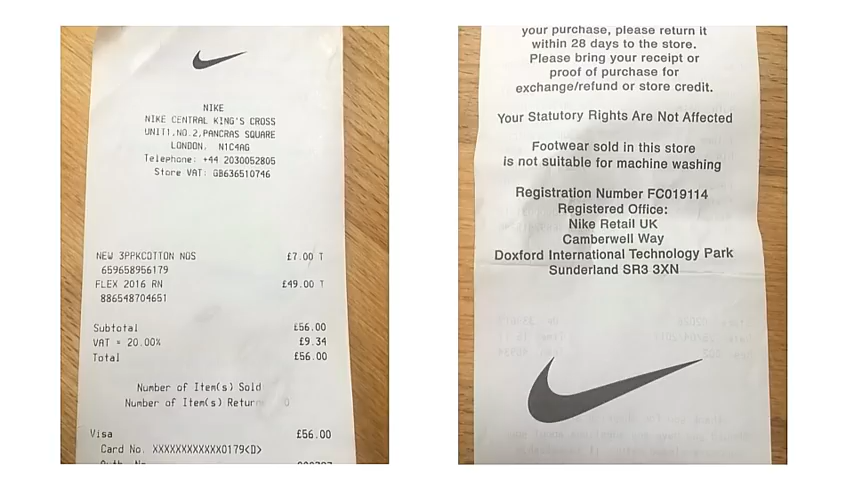 NIKE
NIKE CENTRAL KING'S CROSS
UNIT1,NO.2,PANCRAS SQUARE
LONDON, N1C4AG
Telephone: +44 2030052805
Store VAT: GB636510746
NEW 3PPKCOTTON NOS £7.00 T
659658956179
FLEX 2016 RN £49.00 T
886548704651
Subtotal £56.00
VAT = 20.00% £9.34
Total £56.00
Number of Item(s) Sold
Number of Item(s) 0
Visa £56.00
Card No. XXXXXXXXXXXX0179<D>
your purchase, please return it
within 28 days to the store.
Please bring your receipt or
proof of purchase for
exchange/refund or store credit.
Your Statutory Rights Are Not Affected
Footwear sold in this store
is not suitable for machine washing
Registration Number FC019114
Registered Office:
Nike Retail UK
Camberwell Way
Doxford International Technology Park
Sunderland SR3 3XN